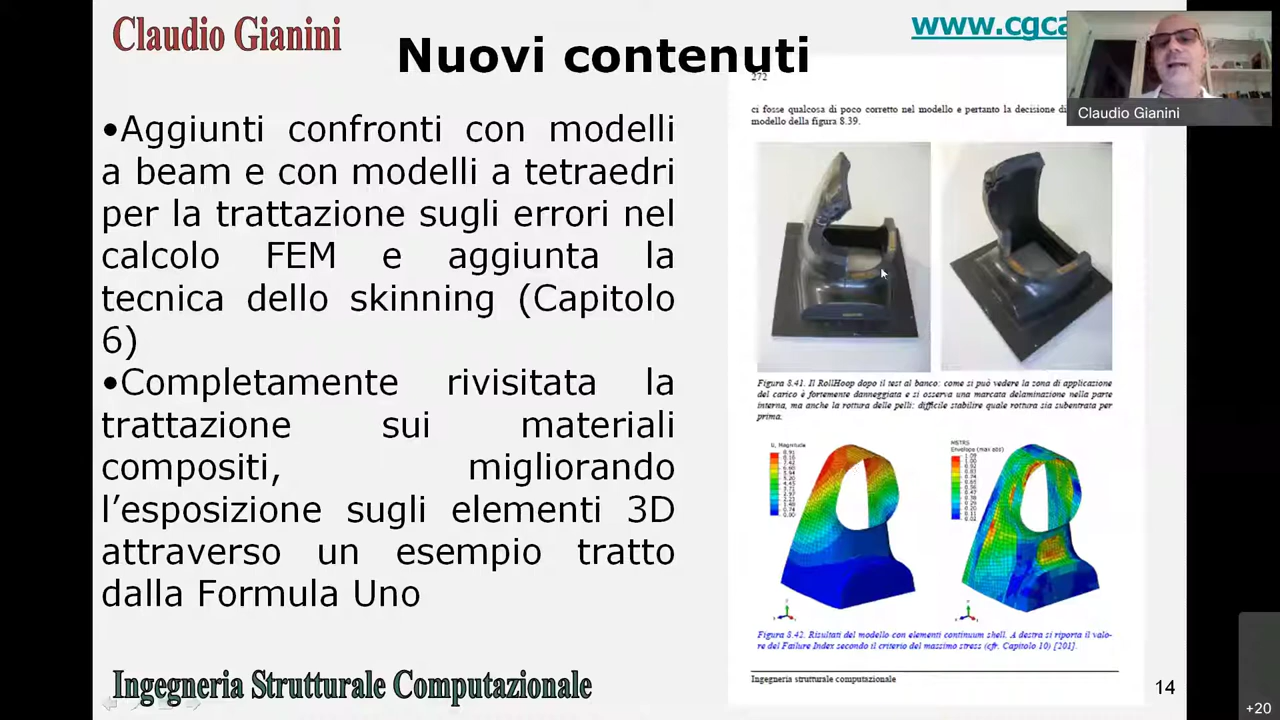 Claudio Gianini
Nuovi contenuti
•Aggiunti confronti con modelli
a beam e con modelli a tetraedri
per la trattazione sugli errori nel
calcolo FEM e aggiunta la
tecnica dello skinning (Capitolo
6)
•Completamente rivisitata la
trattazione sui materiali
compositi, migliorando
l’esposizione sugli elementi 3D
attraverso un esempio tratto
dalla Formula Uno
Ingegneria Strutturale Computazionale
272
ci fosse qualcosa di poco corretto nel modello e pertanto la decisione di
modello della figura 8.39.
Figura 8.41. Il RollHoop dopo il test al banco: come si può vedere la zona di applicazione
del carico è fortemente danneggiata e si osserva una marcata delaminazione nella parte
interna, ma anche la rottura delle pelli: difficile stabilire quale rottura sia subentrata per
prima.
U, Magnitude
MSTRS
Envelope (max abs)
Figura 8.42. Risultati del modello con elementi continuum shell. A destra si riporta il valo-
re del Failure Index secondo il criterio del massimo stress (cfr. Capitolo 10) [201].
Ingegneria strutturale computazionale
14
www.cgca
Claudio Gianini
+20